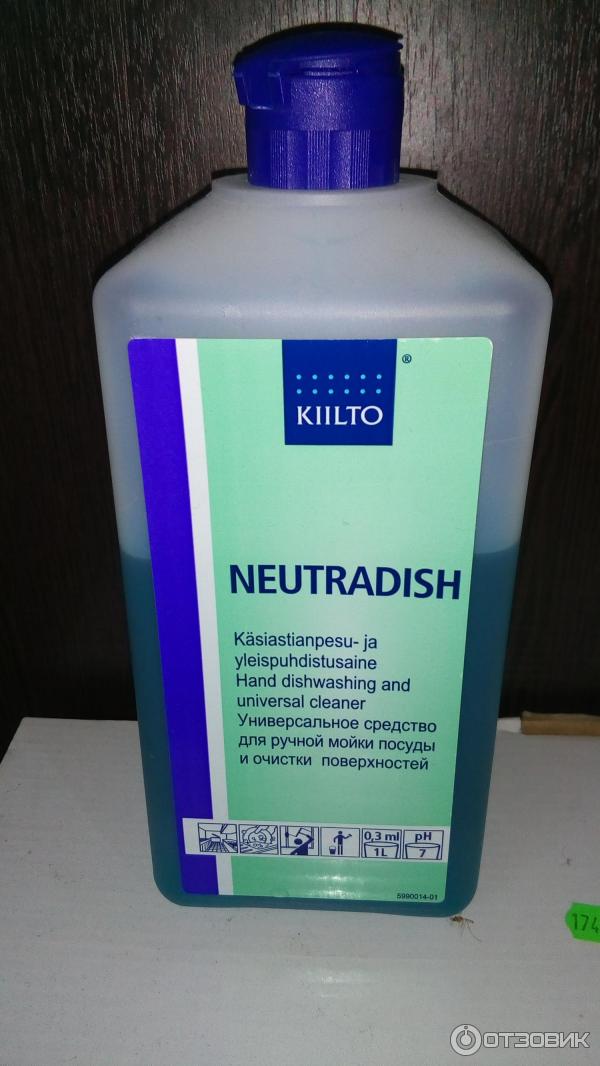 ®
KIILTO
NEUTRADISH
Käsiastianpesu- ja
yleispuhdistusaine
Hand dishwashing and
universal cleaner
Универсальное средство
для ручной мойки посуды
и очистки поверхностей
0,3 ml pH
1L 7
5990014-01
174
ОТЗОВИК